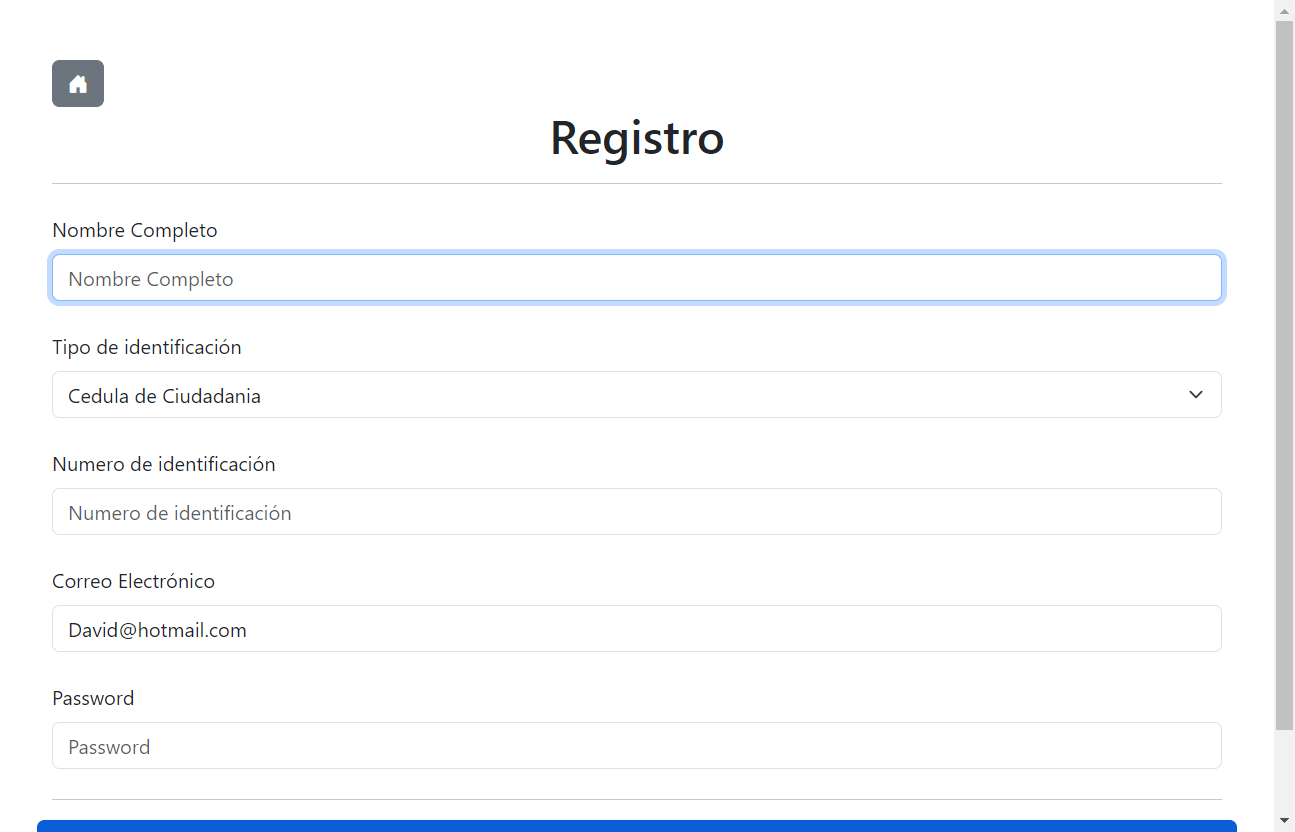 Registro
Nombre Completo
Nombre Completo
Tipo de identificación
Cedula de Ciudadania
Numero de identificación
Numero de identificación
Correo Electrónico
David@hotmail.com
Password
Password